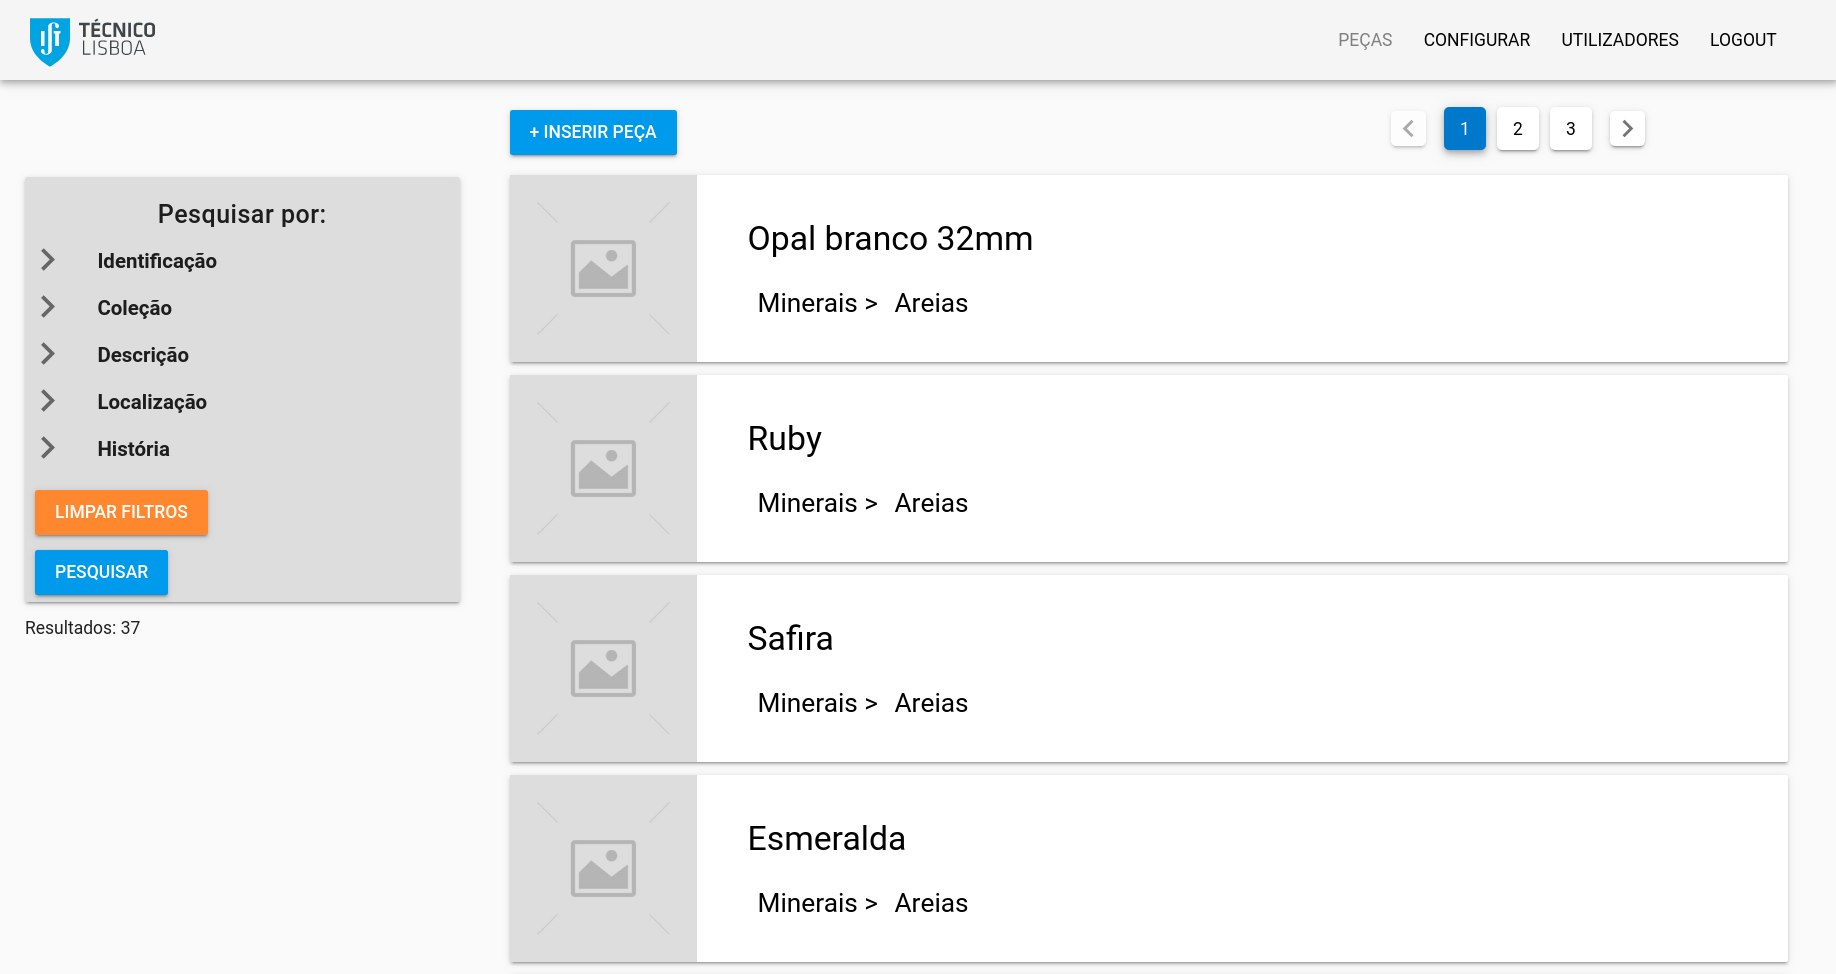 TÉCNICO
LISBOA
PEÇAS CONFIGURAR UTILIZADORES LOGOUT
+ INSERIR PEÇA
1 2 3
Pesquisar por:
Identificação
Coleção
Descrição
Localização
História
LIMPAR FILTROS
PESQUISAR
Resultados: 37
Opal branco 32mm
Minerais > Areias
Ruby
Minerais > Areias
Safira
Minerais > Areias
Esmeralda
Minerais > Areias